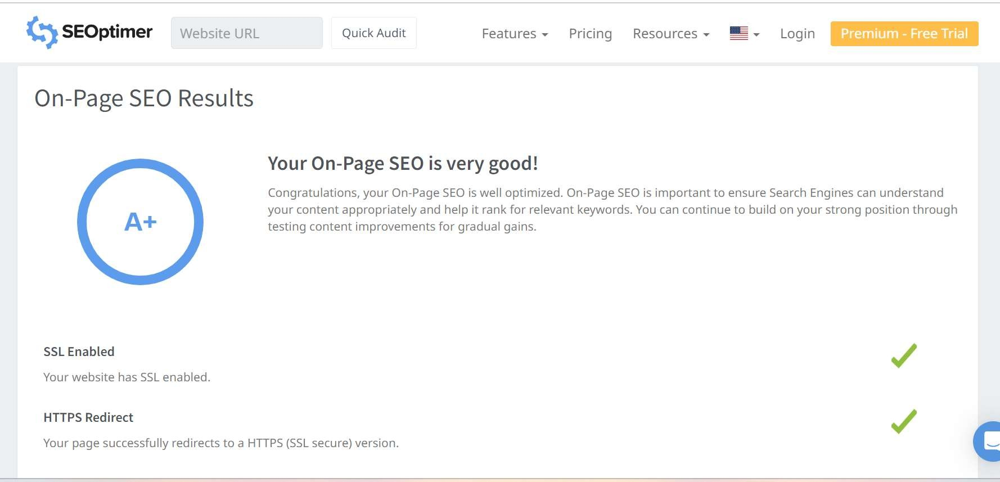 SEOptimer
Website URL
Quick Audit
Features
Pricing
Resources
Login
Premium - Free Trial
On-Page SEO Results
A+
Your On-Page SEO is very good!
Congratulations, your On-Page SEO is well optimized. On-Page SEO is important to ensure Search Engines can understand
your content appropriately and help it rank for relevant keywords. You can continue to build on your strong position through
testing content improvements for gradual gains.
SSL Enabled
Your website has SSL enabled.
HTTPS Redirect
Your page successfully redirects to a HTTPS (SSL secure) version.